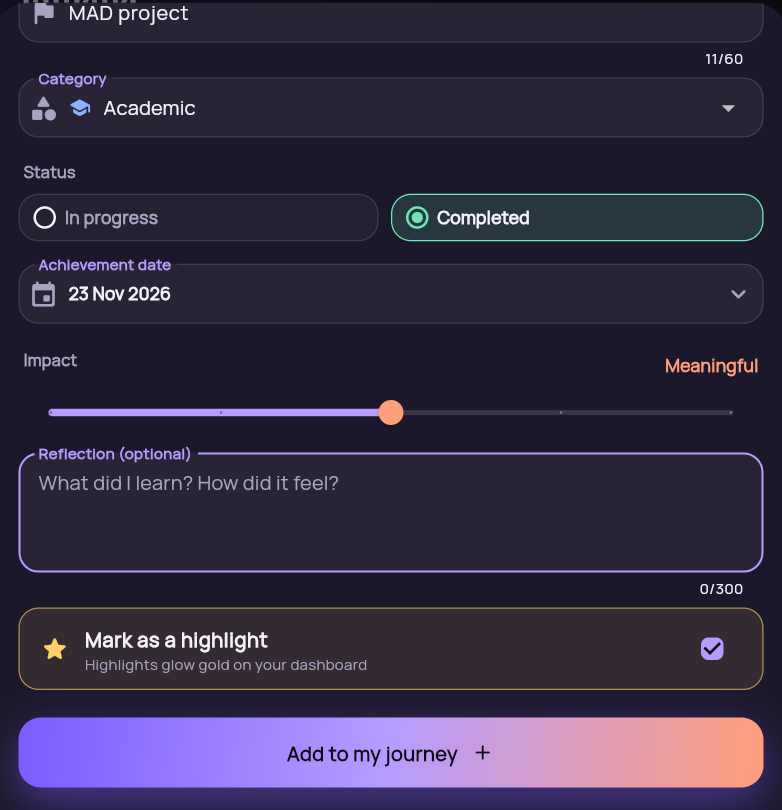 MAD project
11/60
Category
Academic
Status
In progress
Completed
Achievement date
23 Nov 2026
Impact
Meaningful
Reflection (optional)
What did I learn? How did it feel?
0/300
Mark as a highlight
Highlights glow gold on your dashboard
Add to my journey +